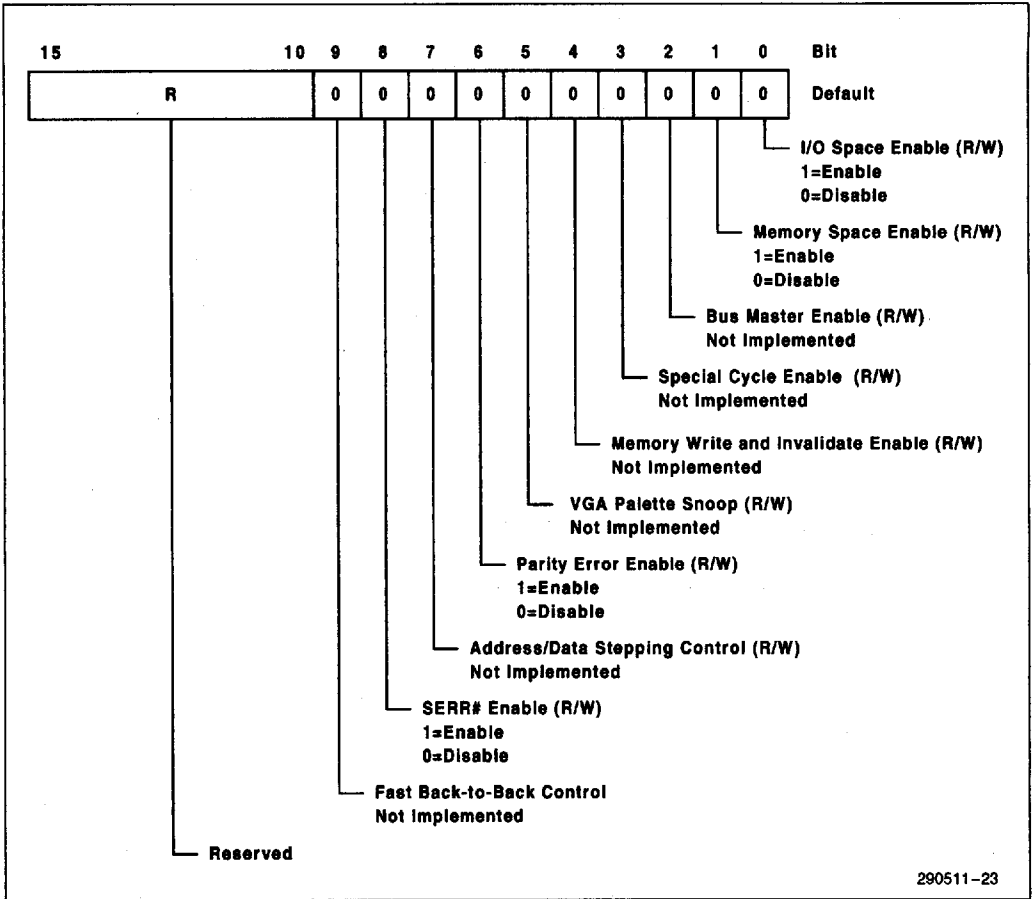 15 10 9 8 7 6 5 4 3 2 1 0 Bit
R 0 0 0 0 0 0 0 0 0 0 Default
I/O Space Enable (R/W)
1=Enable
0=Disable
Memory Space Enable (R/W)
1=Enable
0=Disable
Bus Master Enable (R/W)
Not Implemented
Special Cycle Enable (R/W)
Not Implemented
Memory Write and Invalidate Enable (R/W)
Not Implemented
VGA Palette Snoop (R/W)
Not Implemented
Parity Error Enable (R/W)
1=Enable
0=Disable
Address/Data Stepping Control (R/W)
Not Implemented
SERR# Enable (R/W)
1=Enable
0=Disable
Fast Back-to-Back Control
Not Implemented
Reserved
290511-23